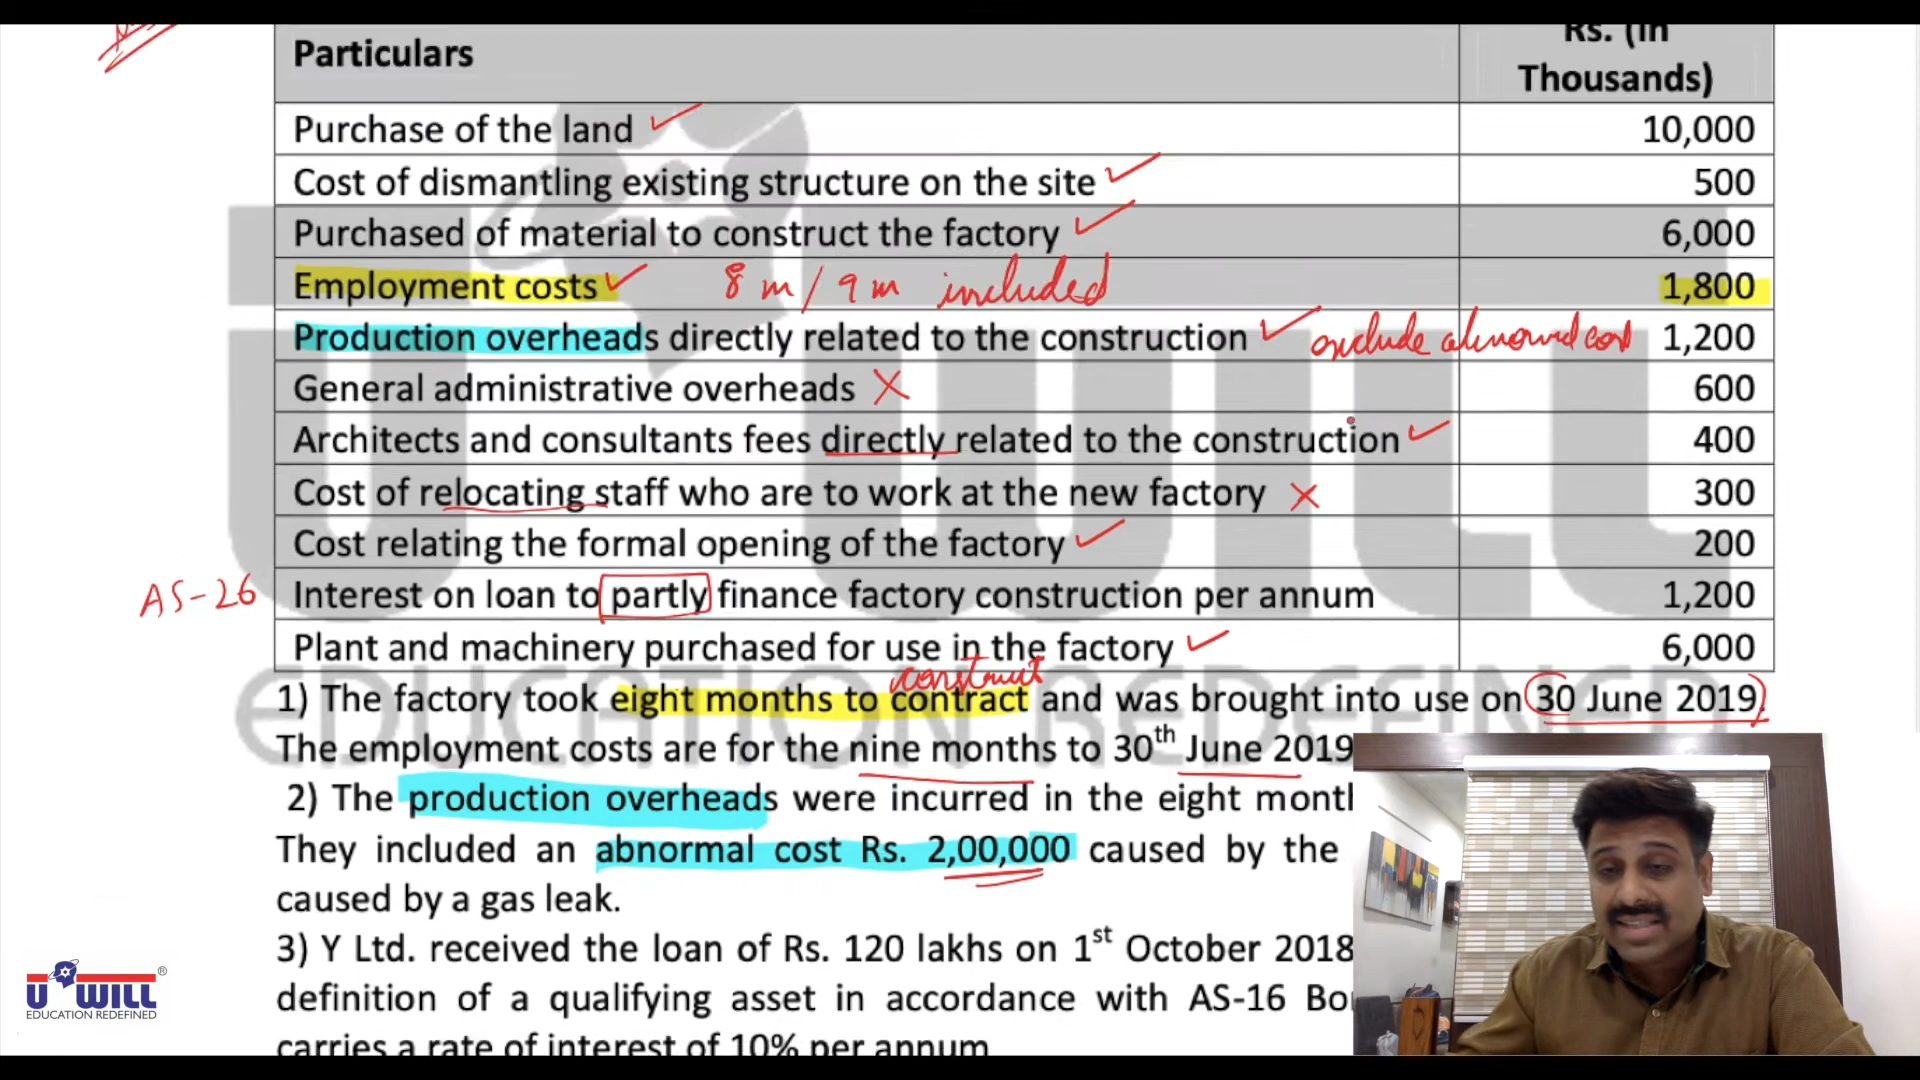 Particulars Rs. (In Thousands)
Purchase of the land 10,000
Cost of dismantling existing structure on the site 500
Purchased of material to construct the factory 6,000
Employment costs 8 m / 9 m included 1,800
Production overheads directly related to the construction exclude abnormal cost 1,200
General administrative overheads X 600
Architects and consultants fees directly related to the construction 400
Cost of relocating staff who are to work at the new factory X 300
Cost relating the formal opening of the factory 200
AS-26 Interest on loan to partly finance factory construction per annum 1,200
Plant and machinery purchased for use in the factory 6,000
construct
1) The factory took eight months to contract and was brought into use on 30 June 2019
The employment costs are for the nine months to 30th June 2019
2) The production overheads were incurred in the eight
They included an abnormal cost Rs. 2,00,000 caused by the
caused by a gas leak.
3) Y Ltd. received the loan of Rs. 120 lakhs on 1st October 2018
definition of a qualifying asset in accordance with AS-16
carries a rate of interest of 10% per annum
U WILL
EDUCATION REDEFINED
U WILL ®
EDUCATION REDEFINED